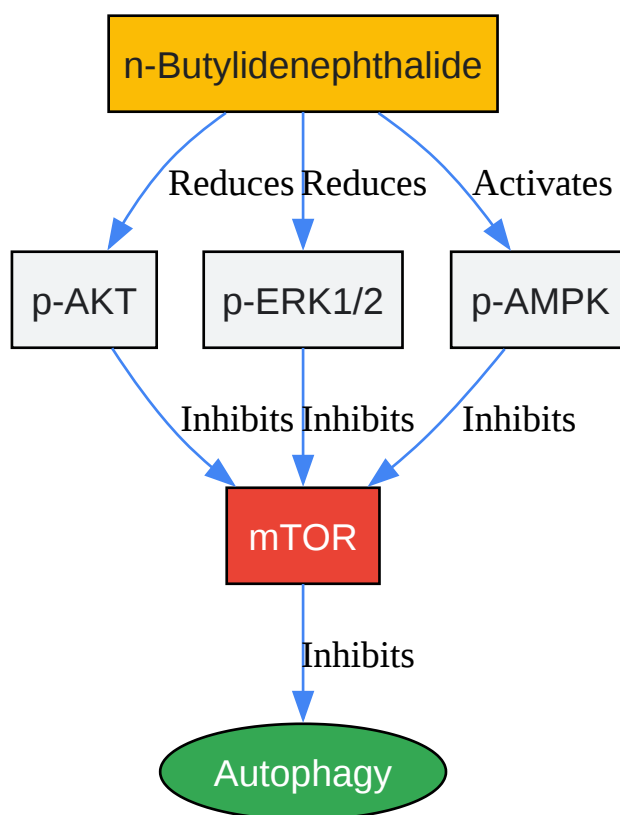 n-Butylidenephthalide
Reduces Reduces Activates
p-AKT p-ERK1/2 p-AMPK
Inhibits Inhibits Inhibits
mTOR
Inhibits
Autophagy